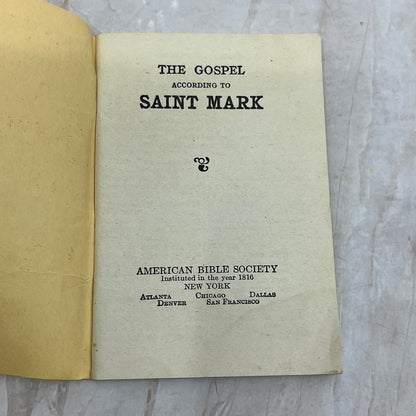 THE GOSPEL
ACCORDING TO
SAINT MARK
AMERICAN BIBLE SOCIETY
Instituted in the year 1816
NEW YORK
ATLANTA CHICAGO DALLAS
DENVER SAN FRANCISCO